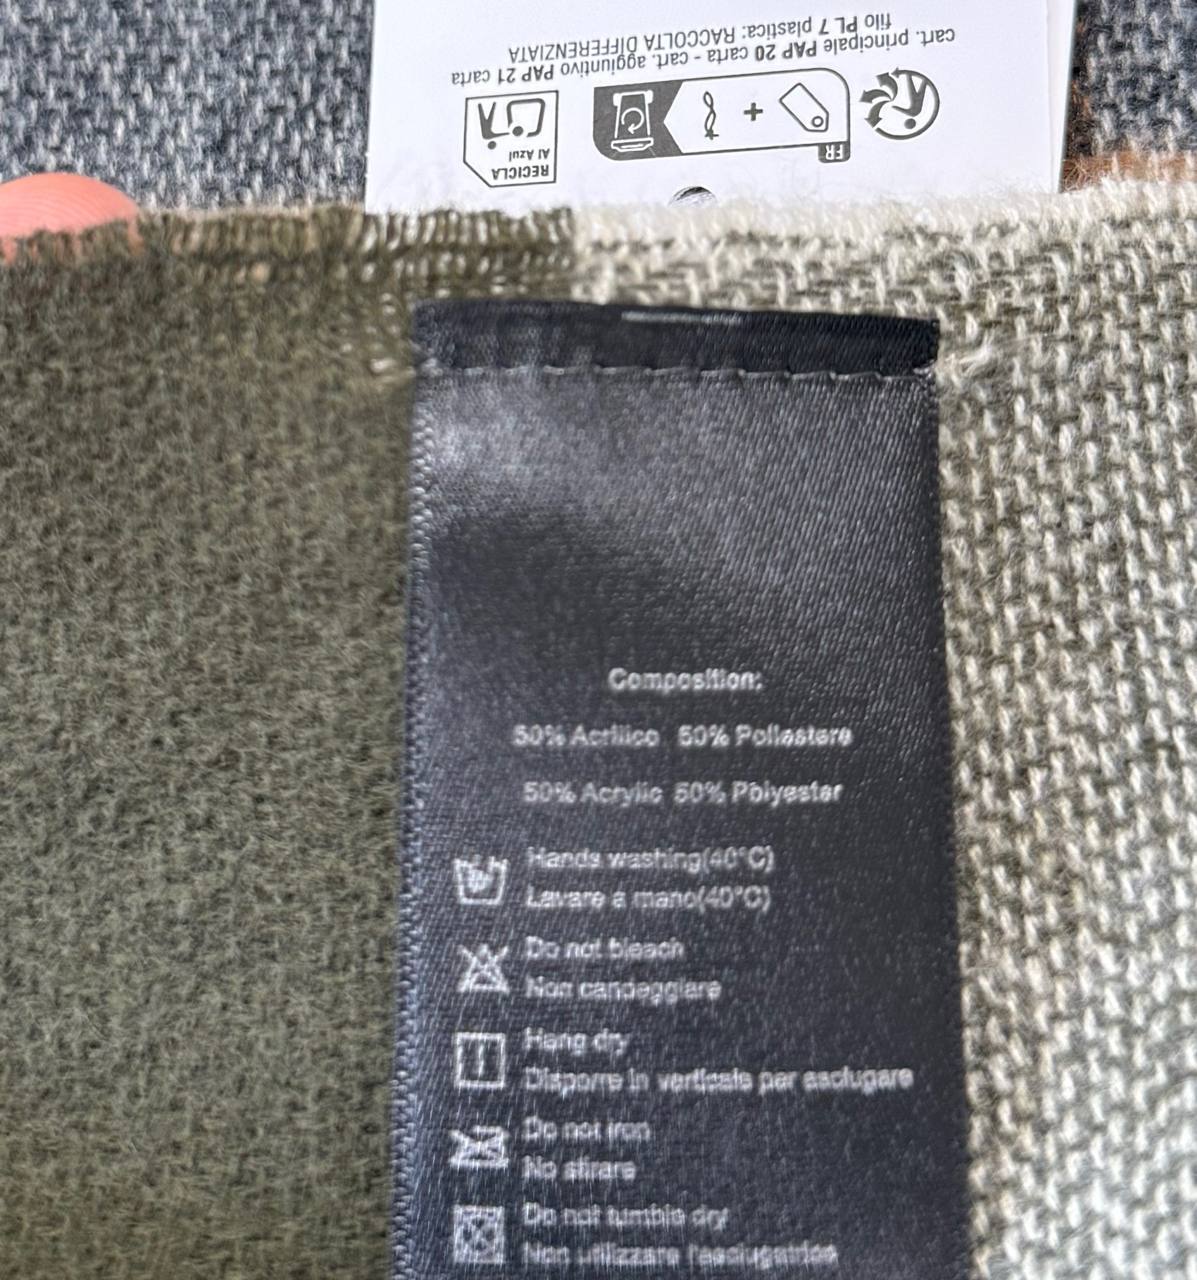 cart. principale PAP 20 carta - cart. aggiuntivo PAP 21 carta
filo PL 7 plastica: RACCOLTA DIFFERENZIATA
FR
+
RECICLA
Al Azul
Composition:
50% Acrilico 50% Poliestere
50% Acrylic 50% Polyester
Hands washing(40°C)
Lavare a mano(40°C)
Do not bleach
Non candeggiare
Hang dry
Disporre in verticale per asciugare
Do not iron
No stirare
Do not tumble dry
Non utilizzare l'asciugatrice